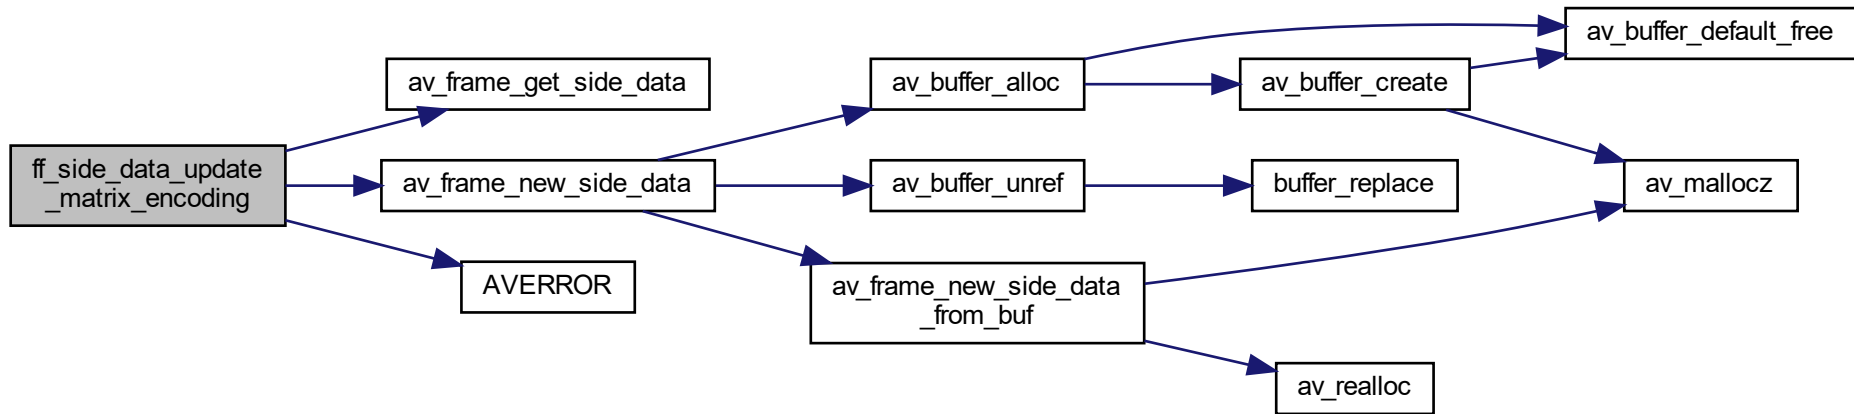 ff_side_data_update
_matrix_encoding
av_frame_get_side_data
av_frame_new_side_data
AVERROR
av_buffer_alloc
av_buffer_unref
av_frame_new_side_data
_from_buf
av_buffer_create
buffer_replace
av_realloc
av_buffer_default_free
av_mallocz